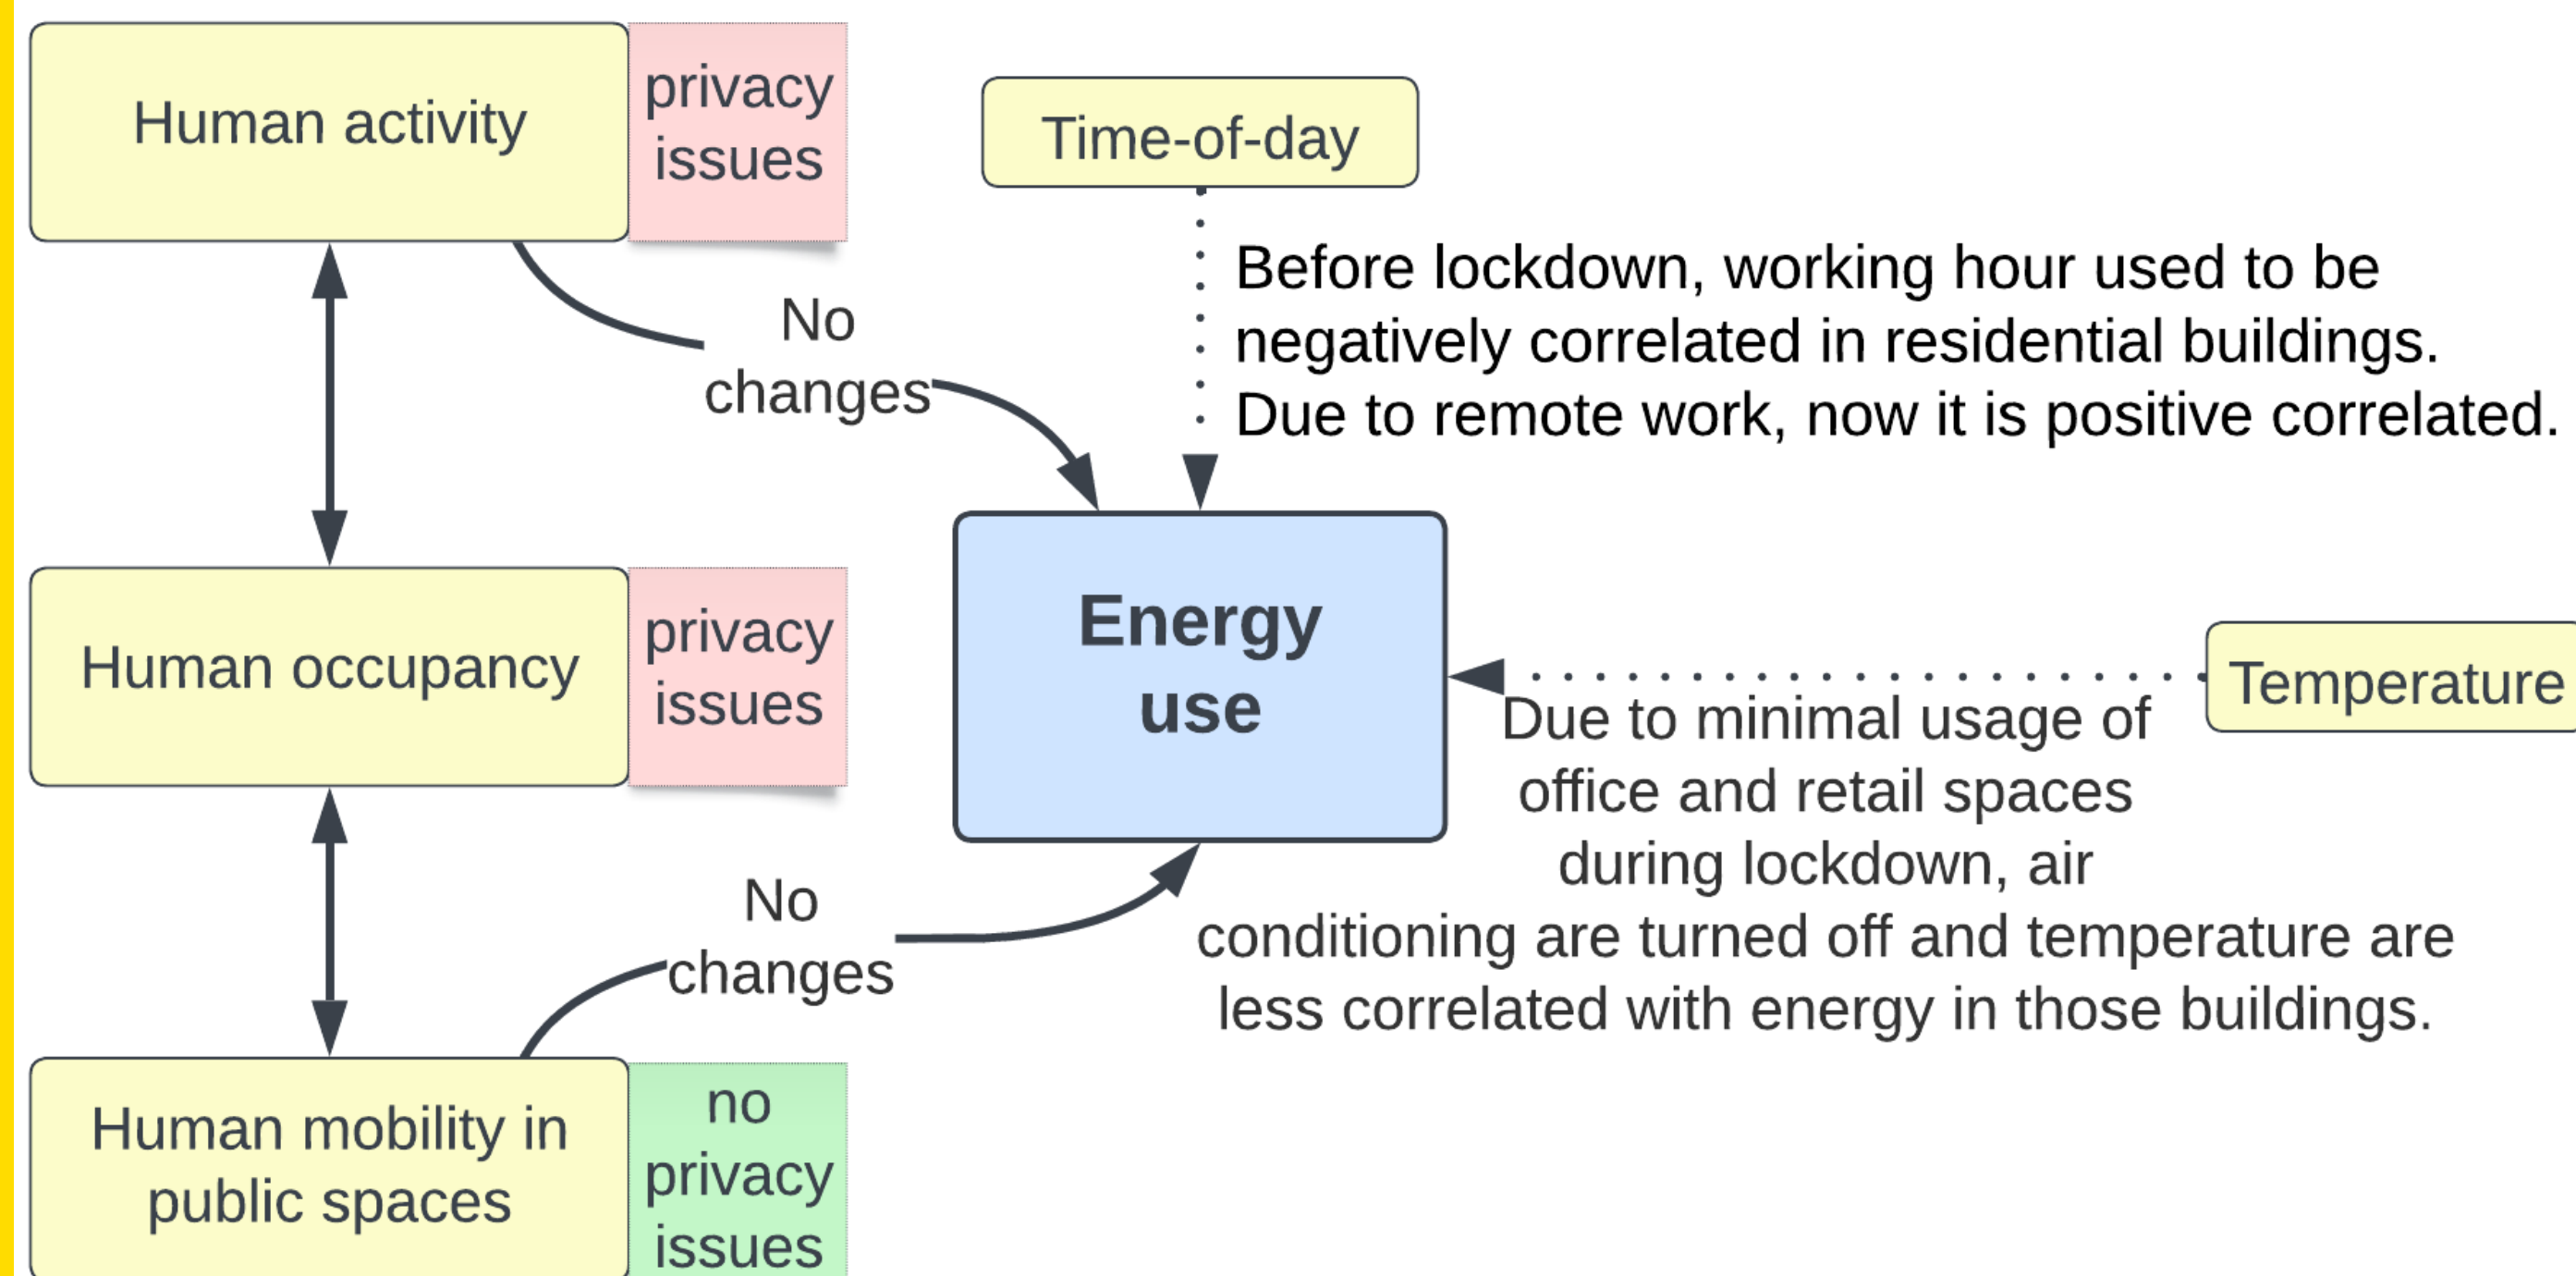 Human activity
privacy
issues
Time-of-day
Before lockdown, working hour used to be
negatively correlated in residential buildings.
Due to remote work, now it is positive correlated.
No
changes
Human occupancy
privacy
issues
Energy
use
Temperature
Due to minimal usage of
office and retail spaces
during lockdown, air
conditioning are turned off and temperature are
less correlated with energy in those buildings.
No
changes
Human mobility in
public spaces
no
privacy
issues